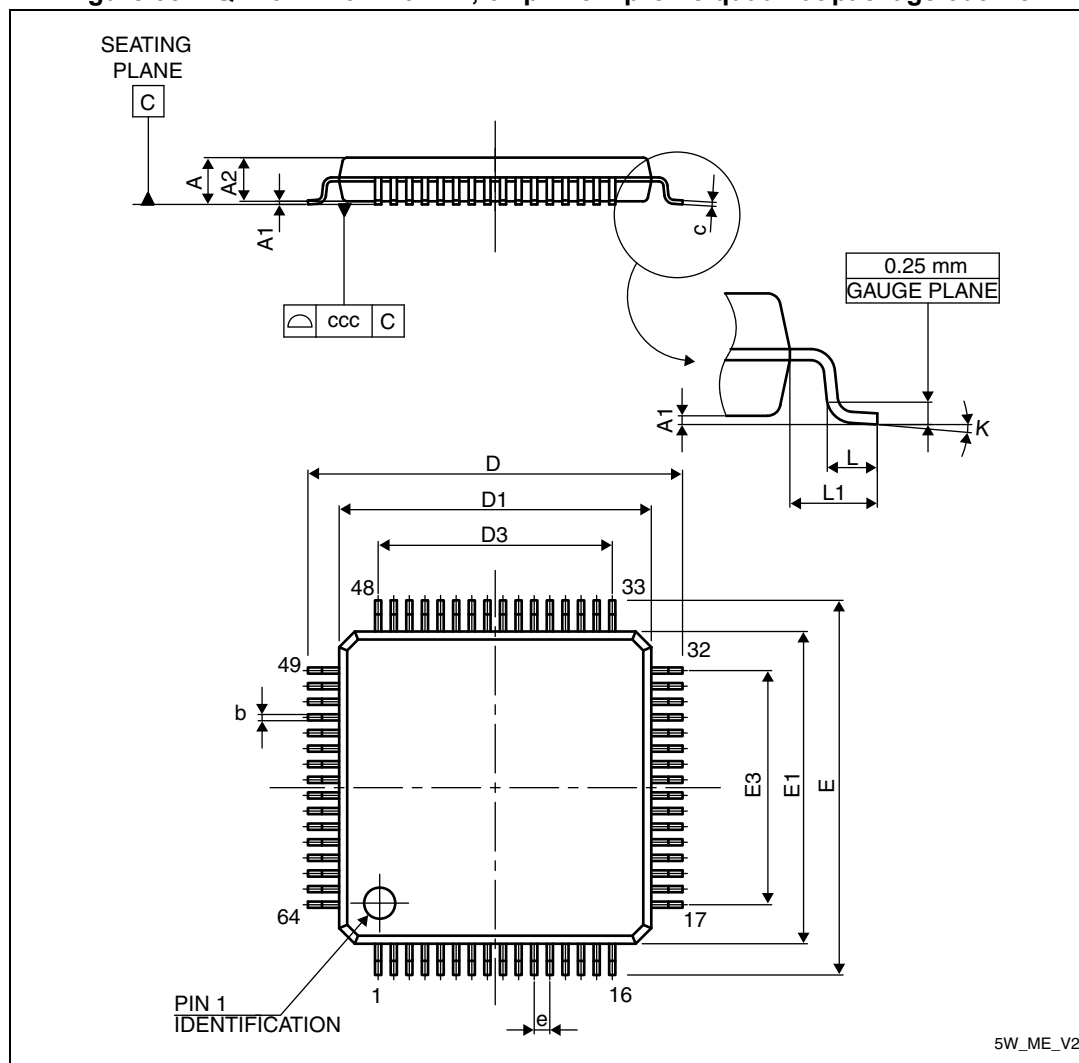 SEATING
PLANE
C
A
A2
A1
c
ccc C
0.25 mm
GAUGE PLANE
A1
K
L
L1
D
D1
D3
48
33
49
32
b
E3
E1
E
64
17
1
16
PIN 1
IDENTIFICATION
e
5W_ME_V2